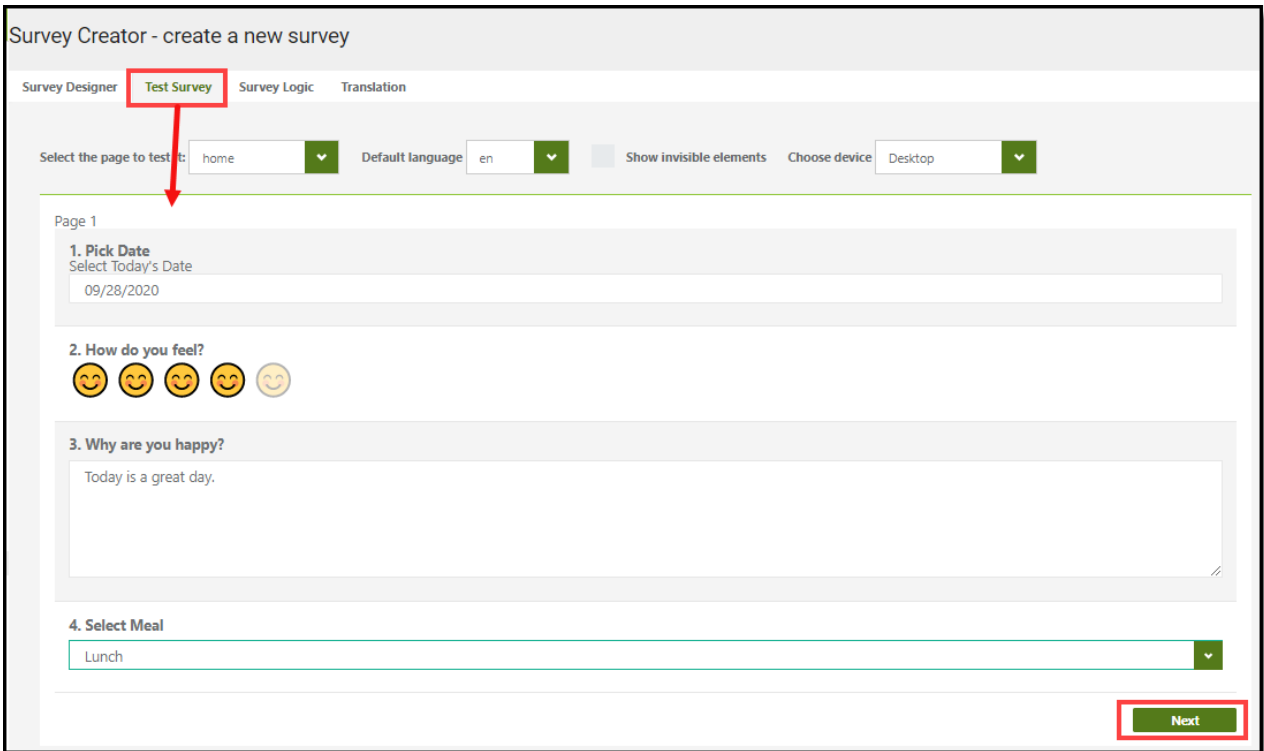 Survey Creator - create a new survey
Survey Designer Test Survey Survey Logic Translation
Select the page to test it: home Default language en Show invisible elements Choose device Desktop
Page 1
1. Pick Date
Select Today's Date
09/28/2020
2. How do you feel?
3. Why are you happy?
Today is a great day.
4. Select Meal
Lunch
Next